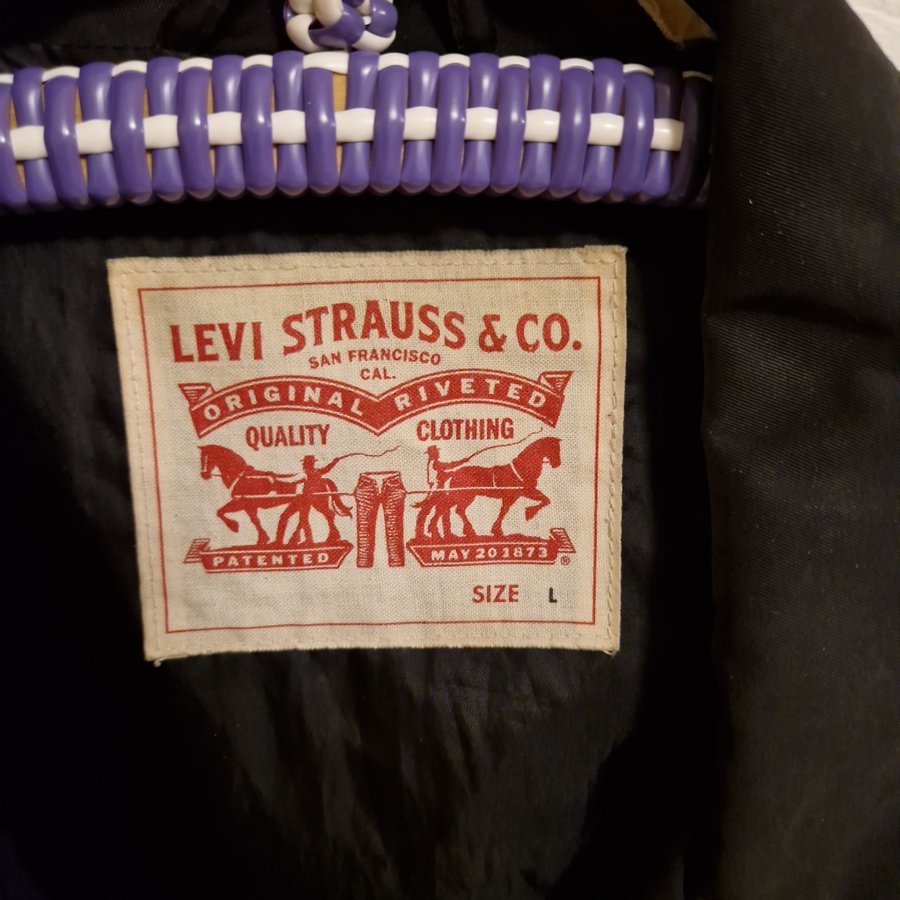 LEVI STRAUSS & CO.
SAN FRANCISCO
CAL.
ORIGINAL RIVETED
QUALITY CLOTHING
PATENTED MAY 20 1873 ®
SIZE L